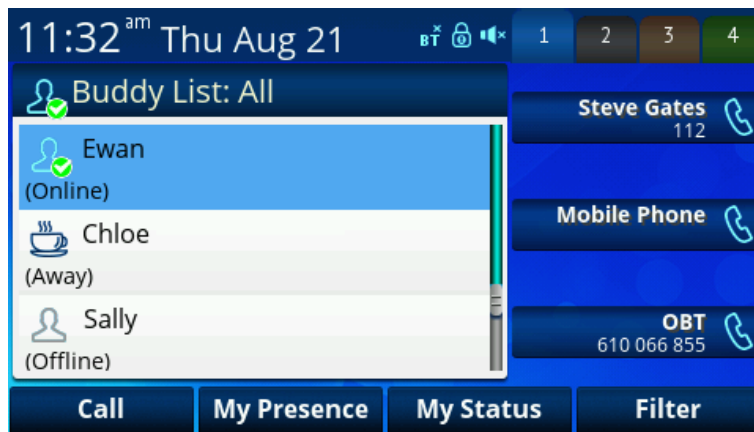 11:32 am Thu Aug 21
BT
1 2 3 4
Buddy List: All
Ewan
(Online)
Chloe
(Away)
Sally
(Offline)
Steve Gates
112
Mobile Phone
OBT
610 066 855
Call My Presence My Status Filter